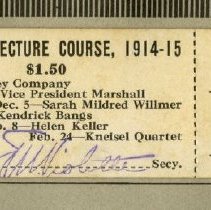 ECTURE COURSE, 1914-15
$1.50
ey Company
Vice President Marshall
Dec. 5—Sarah Mildred Willmer
Kendrick Bangs
b. 8—Helen Keller
Feb. 24—Kneisel Quartet
Secy.